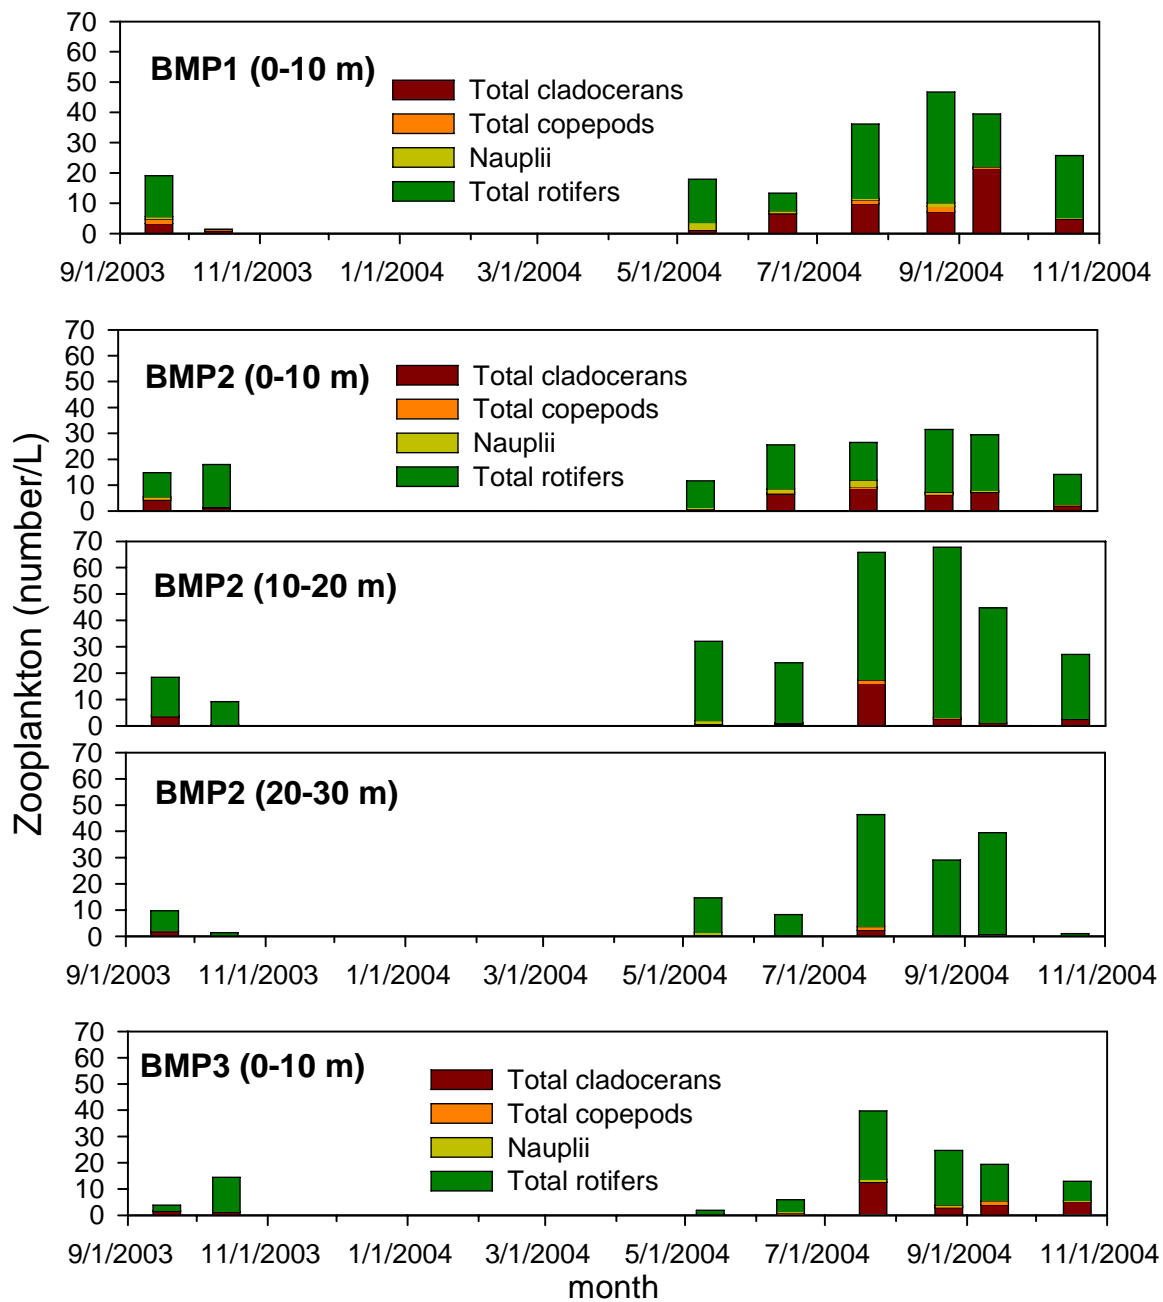 70
60
50
40
30
20
10
0
BMP1 (0-10 m)
Total cladocerans
Total copepods
Nauplii
Total rotifers
9/1/2003 11/1/2003 1/1/2004 3/1/2004 5/1/2004 7/1/2004 9/1/2004 11/1/2004
Zooplankton (number/L)
70
60
50
40
30
20
10
0
BMP2 (0-10 m)
Total cladocerans
Total copepods
Nauplii
Total rotifers
70
60
50
40
30
20
10
0
BMP2 (10-20 m)
70
60
50
40
30
20
10
0
BMP2 (20-30 m)
9/1/2003 11/1/2003 1/1/2004 3/1/2004 5/1/2004 7/1/2004 9/1/2004 11/1/2004
70
60
50
40
30
20
10
0
BMP3 (0-10 m)
Total cladocerans
Total copepods
Nauplii
Total rotifers
9/1/2003 11/1/2003 1/1/2004 3/1/2004 5/1/2004 7/1/2004 9/1/2004 11/1/2004
month